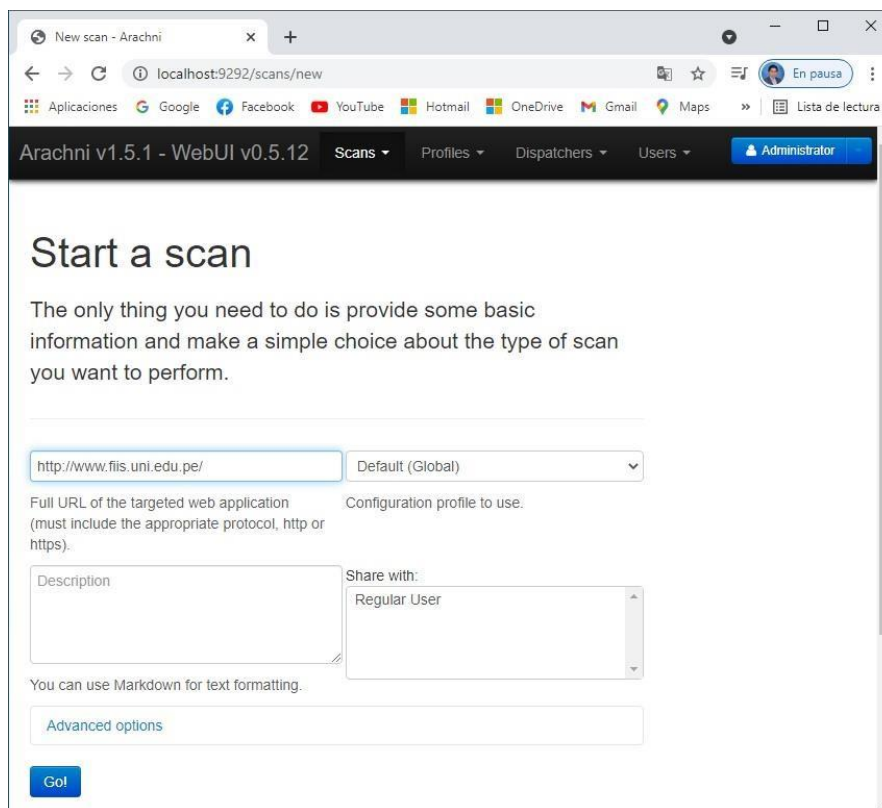 New scan - Arachni
localhost:9292/scans/new
En pausa
Aplicaciones Google Facebook YouTube Hotmail OneDrive Gmail Maps » Lista de lectura
Arachni v1.5.1 - WebUI v0.5.12 Scans Profiles Dispatchers Users Administrator
Start a scan
The only thing you need to do is provide some basic
information and make a simple choice about the type of scan
you want to perform.
http://www.fiis.uni.edu.pe/ Default (Global)
Full URL of the targeted web application Configuration profile to use.
(must include the appropriate protocol, http or
https).
Description
Share with:
Regular User
You can use Markdown for text formatting.
Advanced options
Go!